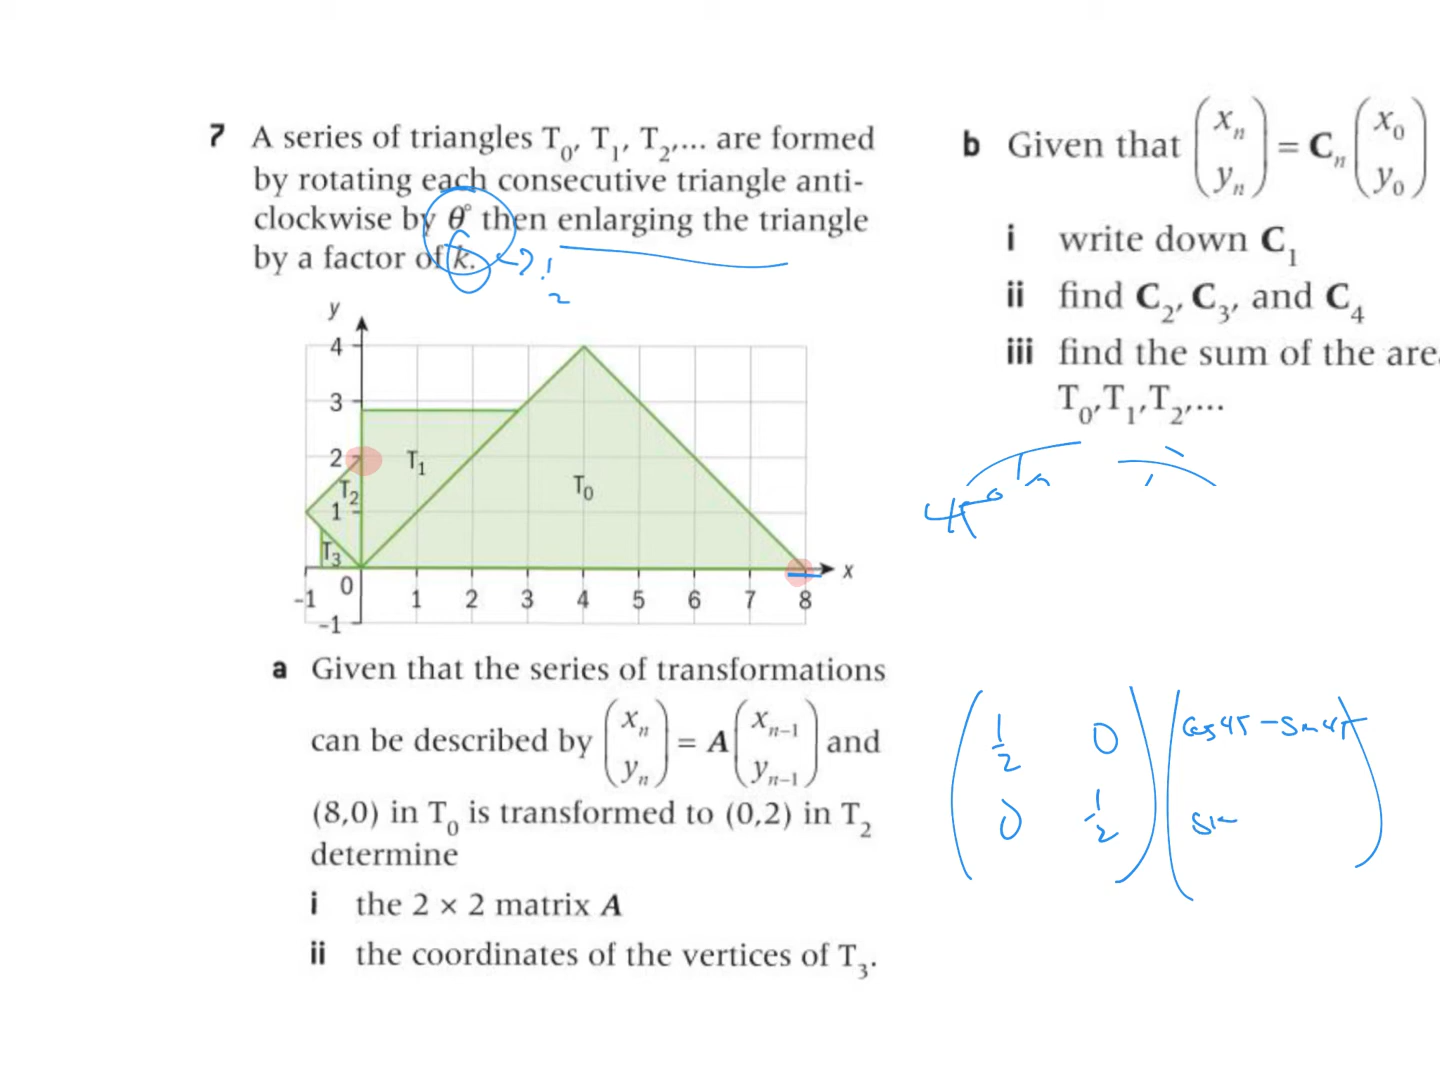 7 A series of triangles T₀, T₁, T₂,... are formed
by rotating each consecutive triangle anti-
clockwise by θ° then enlarging the triangle
by a factor of k. → 1/2
y
4
3
2
1
0
-1
-1 1 2 3 4 5 6 7 8 x
T₀
T₁
T₂
T₃
a Given that the series of transformations
can be described by (xₙ yₙ) = A (xₙ₋₁ yₙ₋₁) and
(8,0) in T₀ is transformed to (0,2) in T₂
determine
i the 2 × 2 matrix A
ii the coordinates of the vertices of T₃.
b Given that (xₙ yₙ) = Cₙ (x₀ y₀)
i write down C₁
ii find C₂, C₃, and C₄
iii find the sum of the are
T₀,T₁,T₂,...
1/2 0 cos45 -sin45
0 1/2 sin